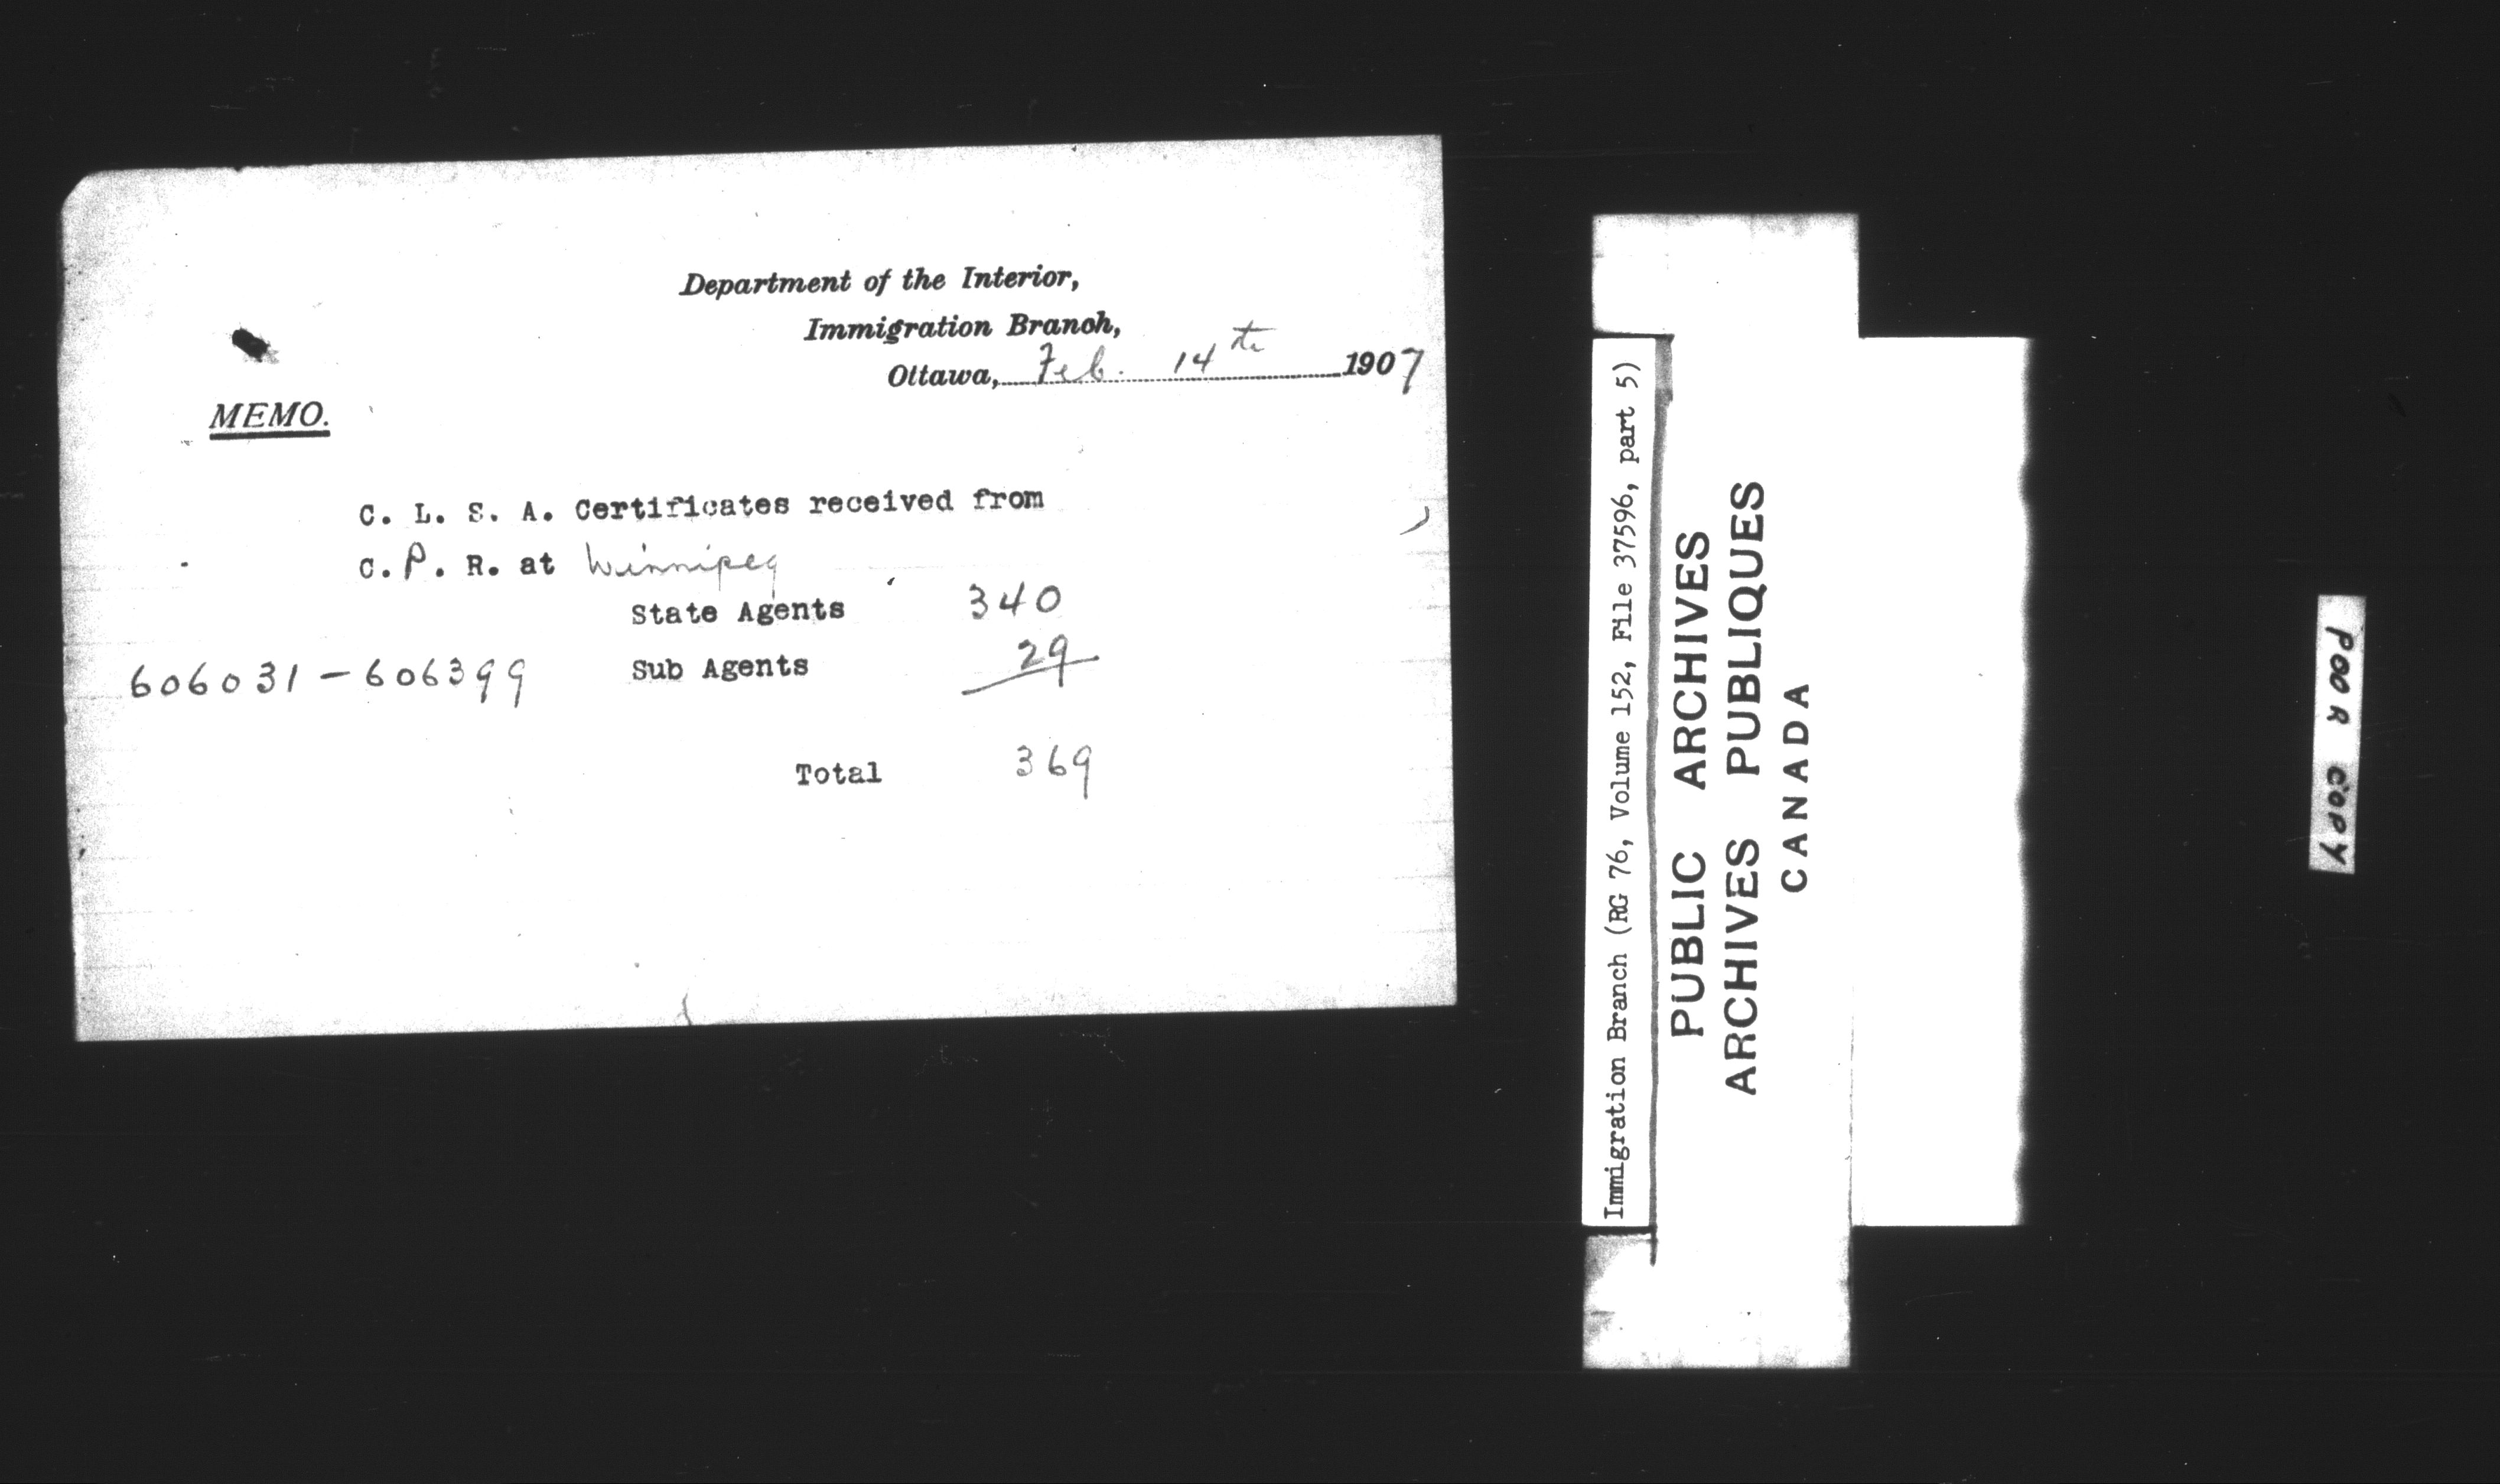 Department of the Interior,
Immigration Branch,
Ottawa, Feb. 14th 1907
MEMO.
C. L. S. A. Certificates received from
C. P. R. at Winnipeg
State Agents 340
606031 - 606399 Sub Agents 29
Total 369
Immigration Branch (RG 76, Volume 152, File 37596, part 5)
PUBLIC ARCHIVES
ARCHIVES PUBLIQUES
CANADA
POOR COPY